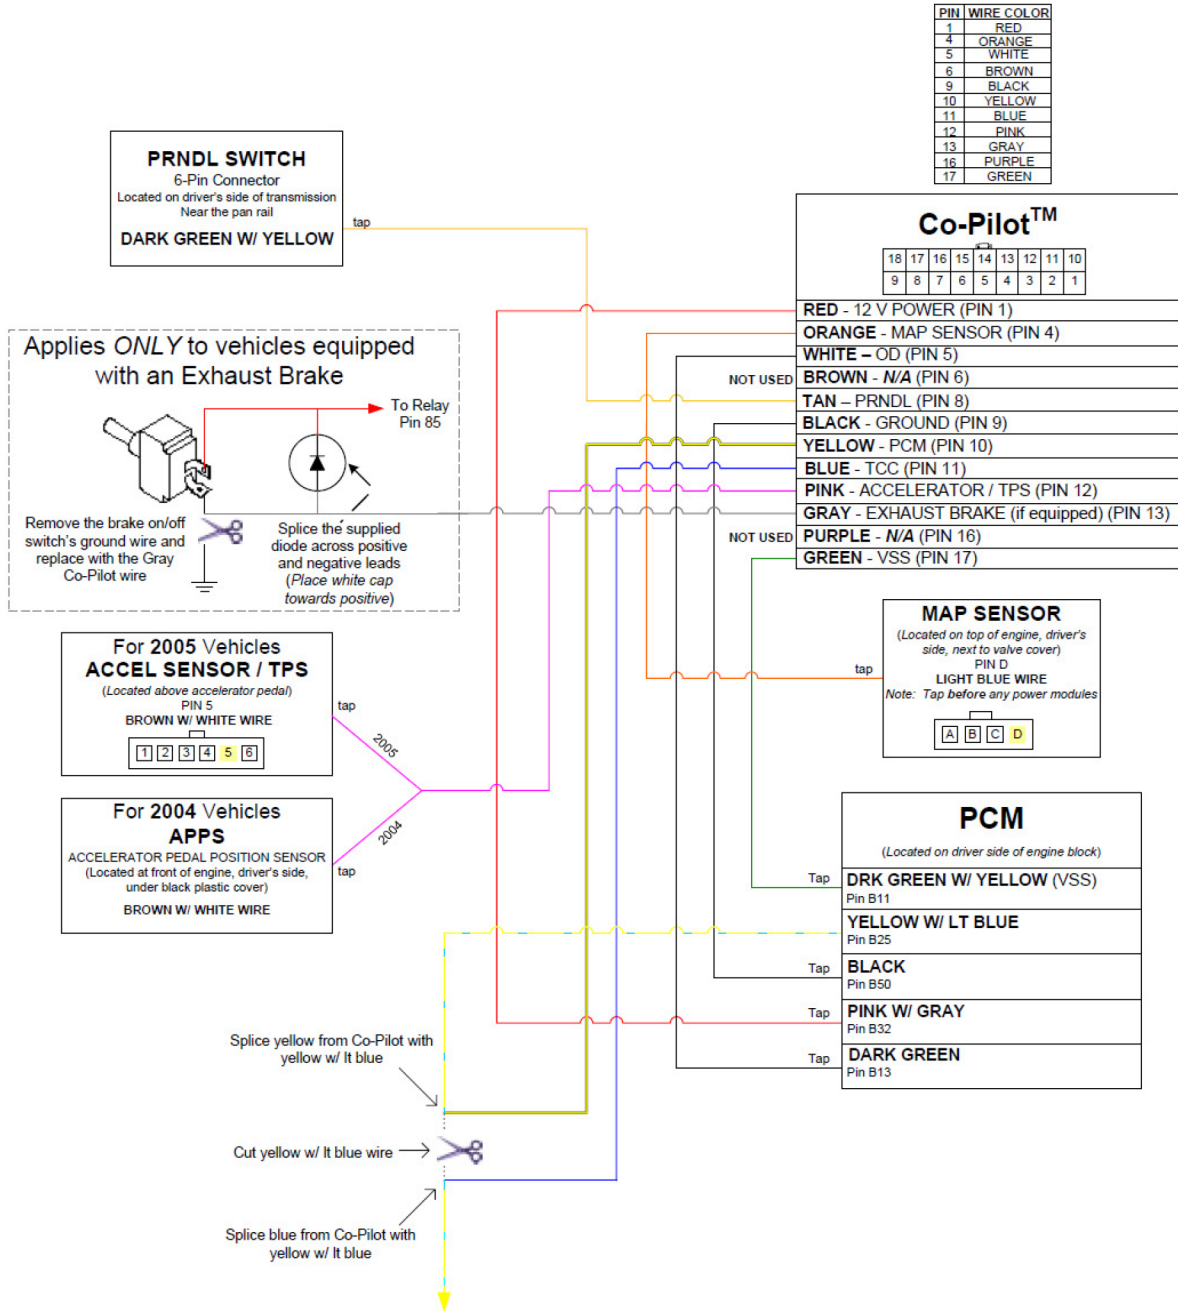 PIN WIRE COLOR
1 RED
4 ORANGE
5 WHITE
6 BROWN
9 BLACK
10 YELLOW
11 BLUE
12 PINK
13 GRAY
16 PURPLE
17 GREEN
PRNDL SWITCH
6-Pin Connector
Located on driver's side of transmission
Near the pan rail
DARK GREEN W/ YELLOW
tap
Co-Pilot™
18 17 16 15 14 13 12 11 10
9 8 7 6 5 4 3 2 1
RED - 12 V POWER (PIN 1)
ORANGE - MAP SENSOR (PIN 4)
WHITE – OD (PIN 5)
NOT USED
BROWN - N/A (PIN 6)
TAN – PRNDL (PIN 8)
BLACK - GROUND (PIN 9)
YELLOW - PCM (PIN 10)
BLUE - TCC (PIN 11)
PINK - ACCELERATOR / TPS (PIN 12)
GRAY - EXHAUST BRAKE (if equipped) (PIN 13)
NOT USED
PURPLE - N/A (PIN 16)
GREEN - VSS (PIN 17)
Applies ONLY to vehicles equipped
with an Exhaust Brake
To Relay
Pin 85
Remove the brake on/off
switch's ground wire and
replace with the Gray
Co-Pilot wire
Splice the supplied
diode across positive
and negative leads
(Place white cap
towards positive)
For 2005 Vehicles
ACCEL SENSOR / TPS
(Located above accelerator pedal)
PIN 5
BROWN W/ WHITE WIRE
1 2 3 4 5 6
tap
2005
For 2004 Vehicles
APPS
ACCELERATOR PEDAL POSITION SENSOR
(Located at front of engine, driver's side,
under black plastic cover)
BROWN W/ WHITE WIRE
tap
2004
MAP SENSOR
(Located on top of engine, driver's
side, next to valve cover)
PIN D
LIGHT BLUE WIRE
Note: Tap before any power modules
A B C D
tap
PCM
(Located on driver side of engine block)
Tap
DRK GREEN W/ YELLOW (VSS)
Pin B11
YELLOW W/ LT BLUE
Pin B25
Tap
BLACK
Pin B50
Tap
PINK W/ GRAY
Pin B32
Tap
DARK GREEN
Pin B13
Splice yellow from Co-Pilot with
yellow w/ lt blue
Cut yellow w/ lt blue wire
Splice blue from Co-Pilot with
yellow w/ lt blue